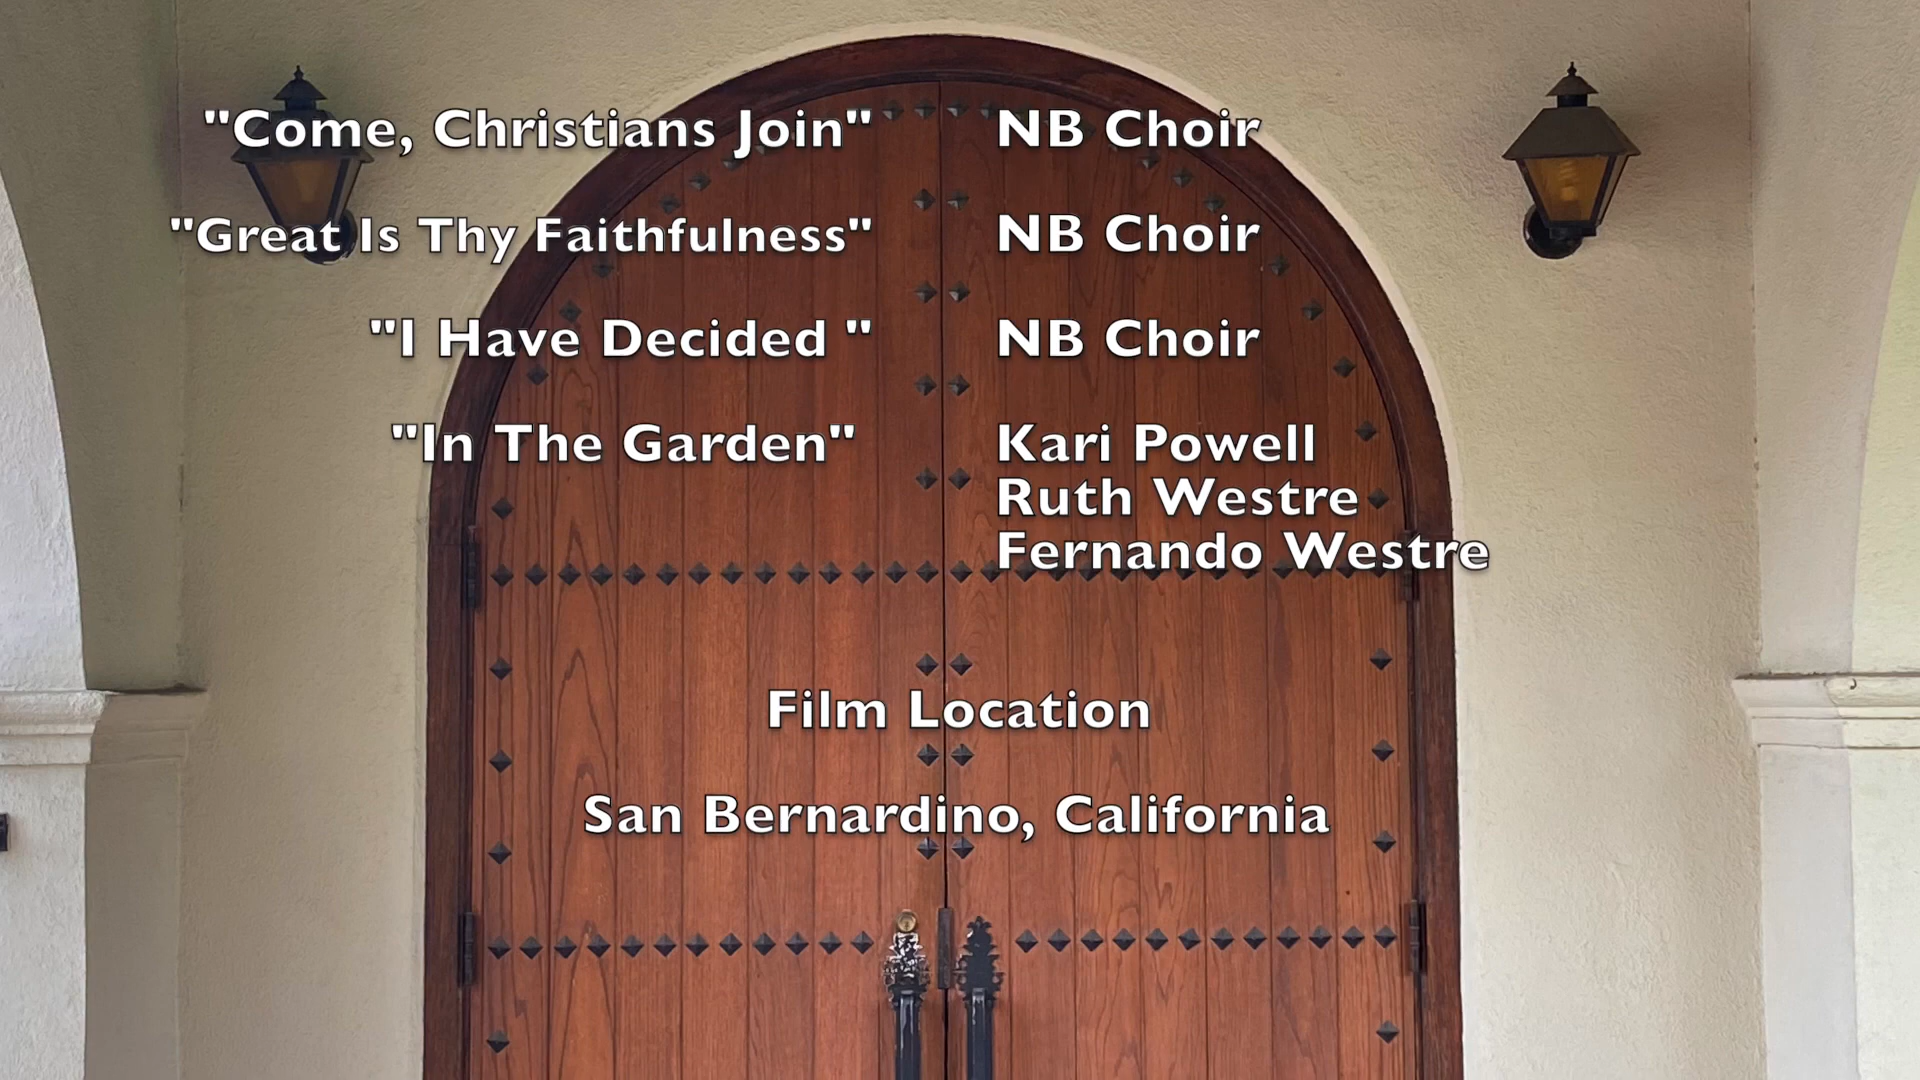 "Come, Christians Join" NB Choir
"Great Is Thy Faithfulness" NB Choir
"I Have Decided " NB Choir
"In The Garden" Kari Powell
Ruth Westre
Fernando Westre
Film Location
San Bernardino, California